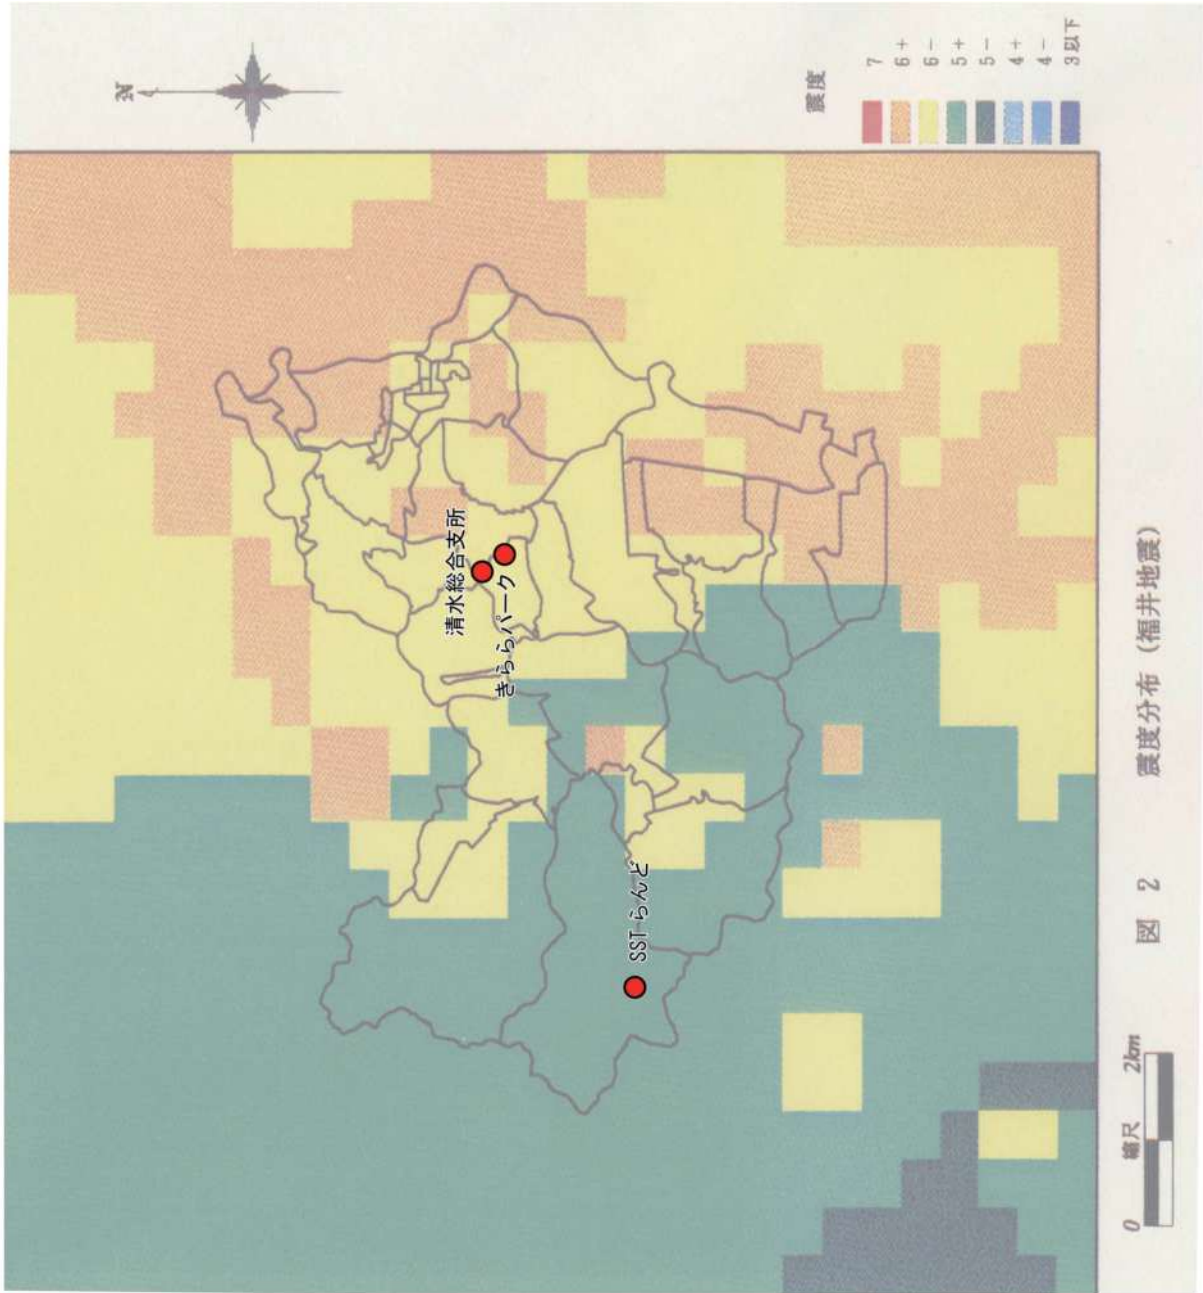 N
震度
7
6+
6-
5+
5-
4+
4-
3以下
清水総合支所
きららパーク
SSTらんど
0 縮尺 2km
図 2 震度分布 (福井地震)